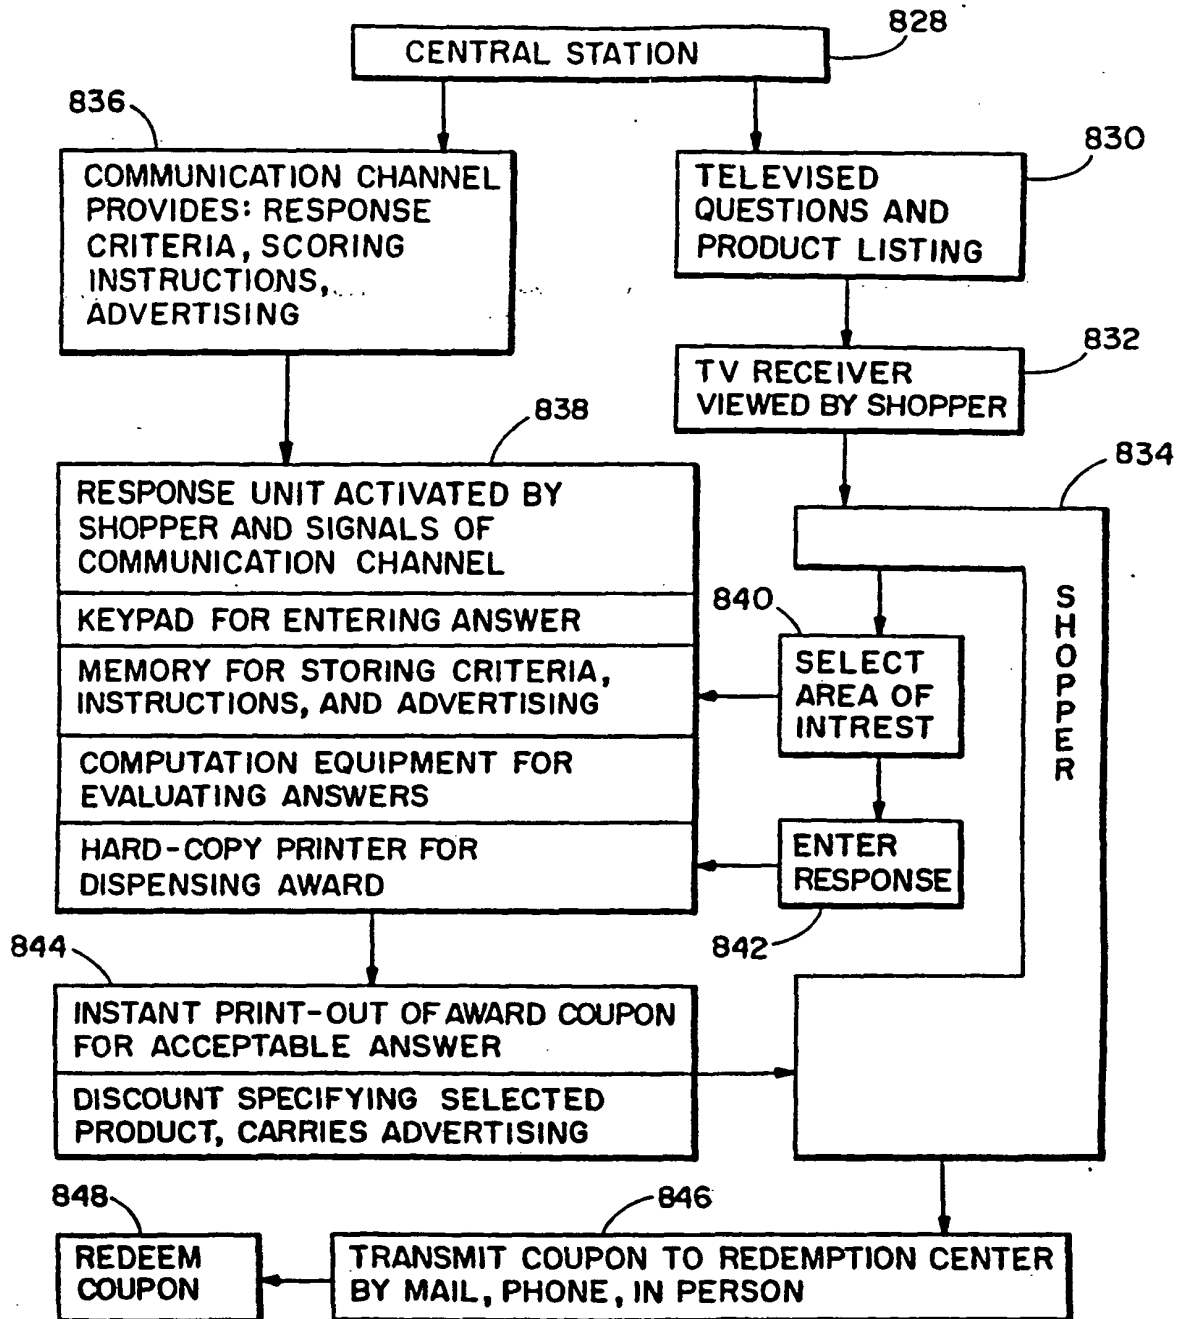 828
CENTRAL STATION
836
COMMUNICATION CHANNEL
PROVIDES: RESPONSE
CRITERIA, SCORING
INSTRUCTIONS,
ADVERTISING
830
TELEVISED
QUESTIONS AND
PRODUCT LISTING
832
TV RECEIVER
VIEWED BY SHOPPER
838
RESPONSE UNIT ACTIVATED BY
SHOPPER AND SIGNALS OF
COMMUNICATION CHANNEL
KEYPAD FOR ENTERING ANSWER
MEMORY FOR STORING CRITERIA,
INSTRUCTIONS, AND ADVERTISING
COMPUTATION EQUIPMENT FOR
EVALUATING ANSWERS
HARD-COPY PRINTER FOR
DISPENSING AWARD
834
SHOPPER
840
SELECT
AREA OF
INTREST
ENTER
RESPONSE
842
844
INSTANT PRINT-OUT OF AWARD COUPON
FOR ACCEPTABLE ANSWER
DISCOUNT SPECIFYING SELECTED
PRODUCT, CARRIES ADVERTISING
846
TRANSMIT COUPON TO REDEMPTION CENTER
BY MAIL, PHONE, IN PERSON
848
REDEEM
COUPON